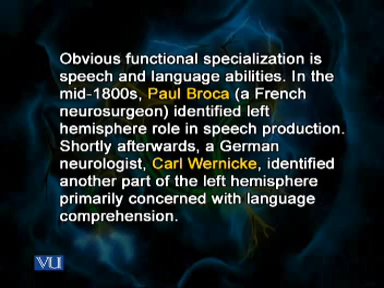 Obvious functional specialization is
speech and language abilities. In the
mid-1800s, Paul Broca (a French
neurosurgeon) identified left
hemisphere role in speech production.
Shortly afterwards, a German
neurologist, Carl Wernicke, identified
another part of the left hemisphere
primarily concerned with language
comprehension.
VU